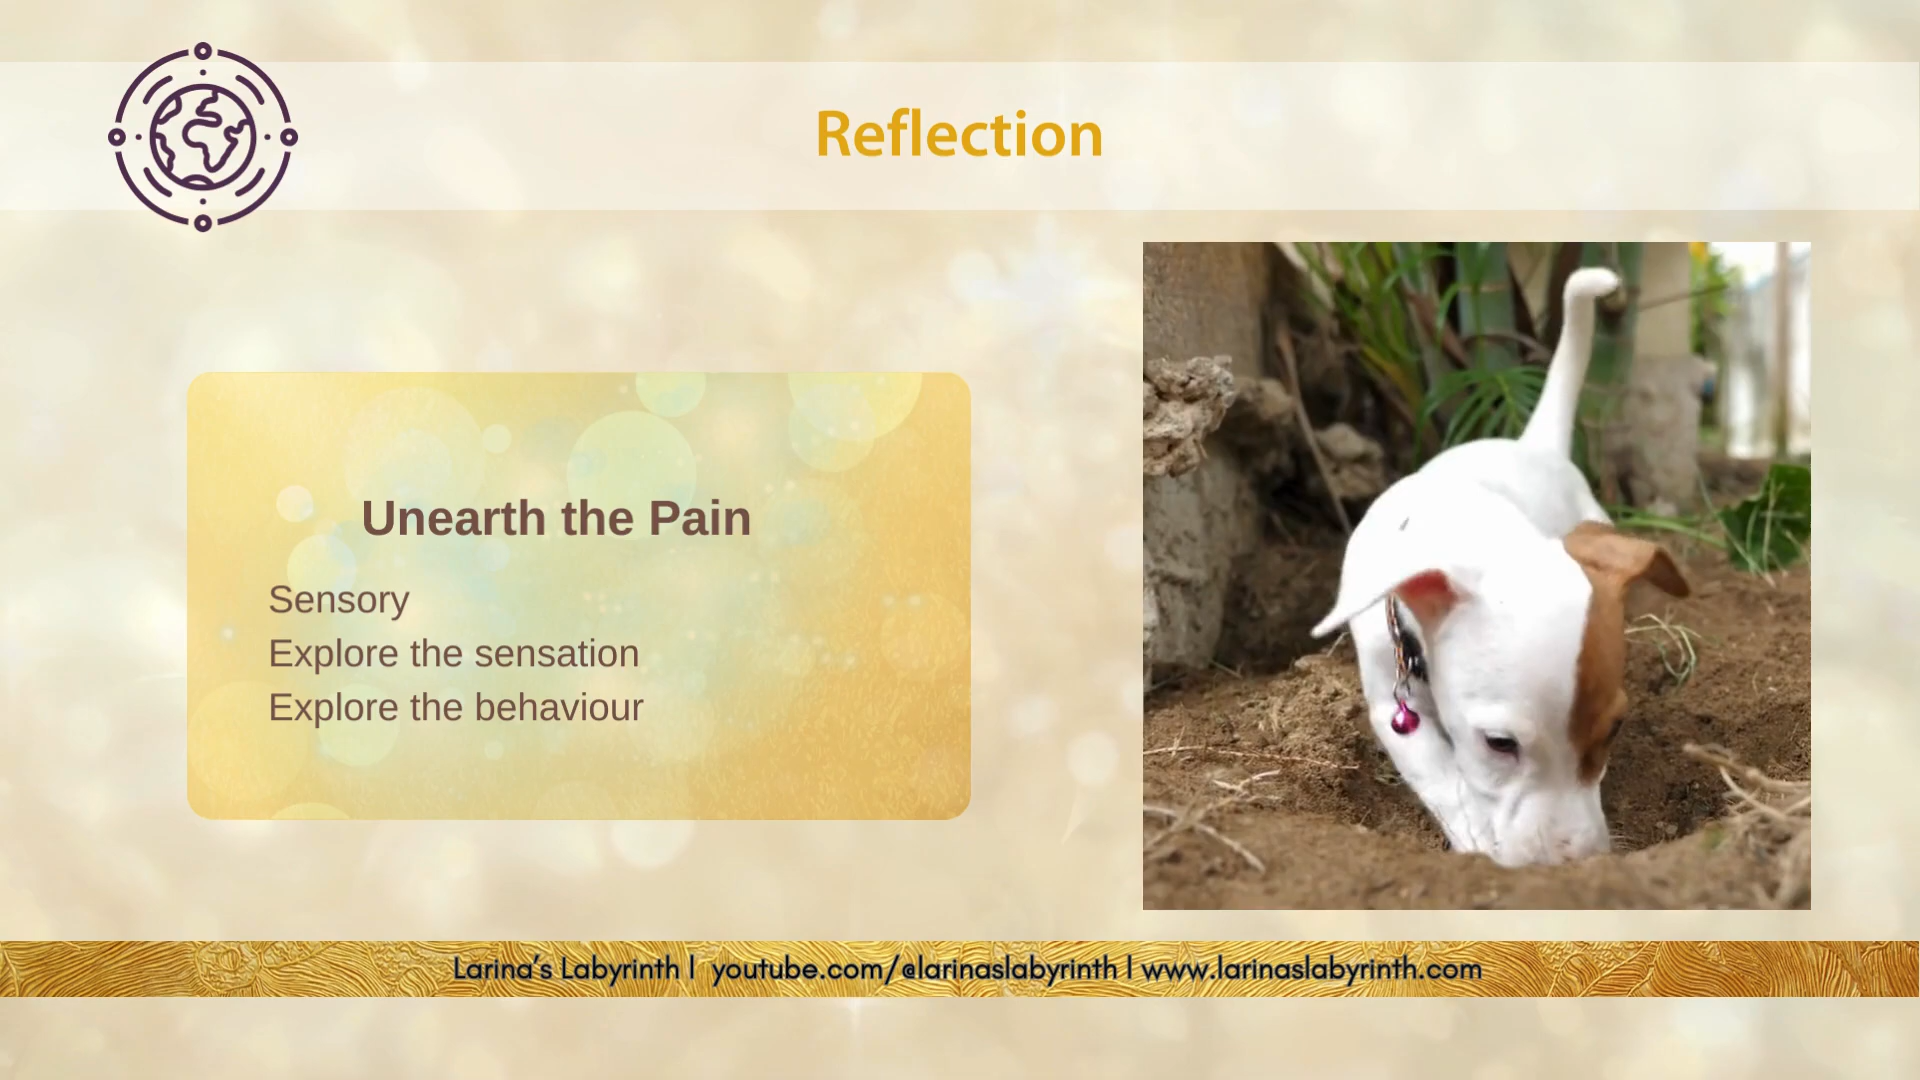 Reflection
Unearth the Pain
Sensory
Explore the sensation
Explore the behaviour
Larina's Labyrinth | youtube.com/@larinaslabyrinth | www.larinaslabyrinth.com